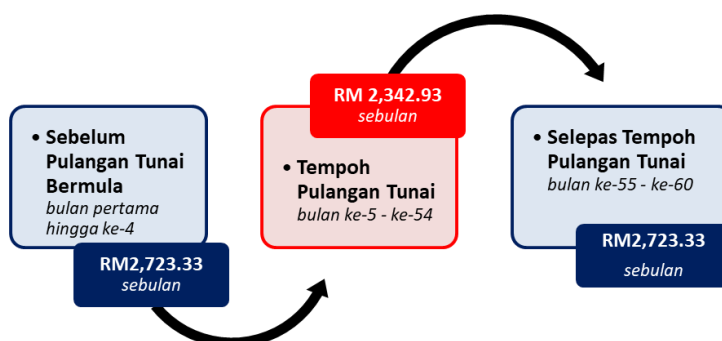 • Sebelum
Pulangan Tunai
Bermula
bulan pertama
hingga ke-4
RM2,723.33
sebulan
RM 2,342.93
sebulan
• Tempoh
Pulangan Tunai
bulan ke-5 - ke-54
• Selepas Tempoh
Pulangan Tunai
bulan ke-55 - ke-60
RM2,723.33
sebulan